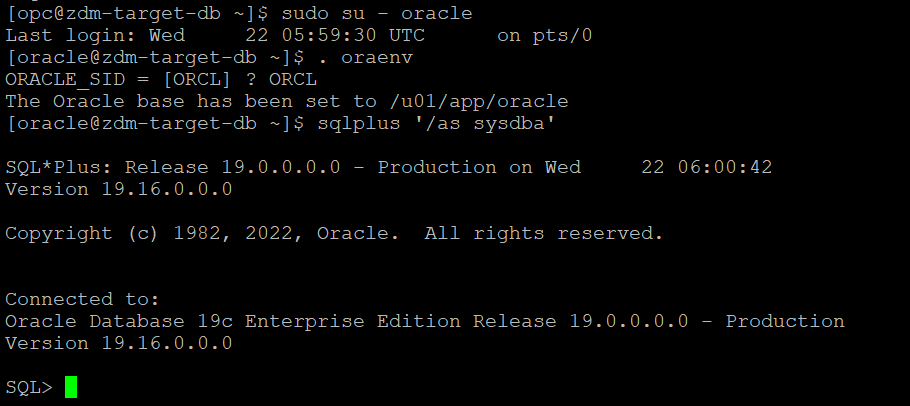 [opc@zdm-target-db ~]$ sudo su - oracle
Last login: Wed     22 05:59:30 UTC      on pts/0
[oracle@zdm-target-db ~]$ . oraenv
ORACLE_SID = [ORCL] ? ORCL
The Oracle base has been set to /u01/app/oracle
[oracle@zdm-target-db ~]$ sqlplus '/as sysdba'
SQL*Plus: Release 19.0.0.0.0 - Production on Wed     22 06:00:42
Version 19.16.0.0.0
Copyright (c) 1982, 2022, Oracle.  All rights reserved.
Connected to:
Oracle Database 19c Enterprise Edition Release 19.0.0.0.0 - Production
Version 19.16.0.0.0
SQL>